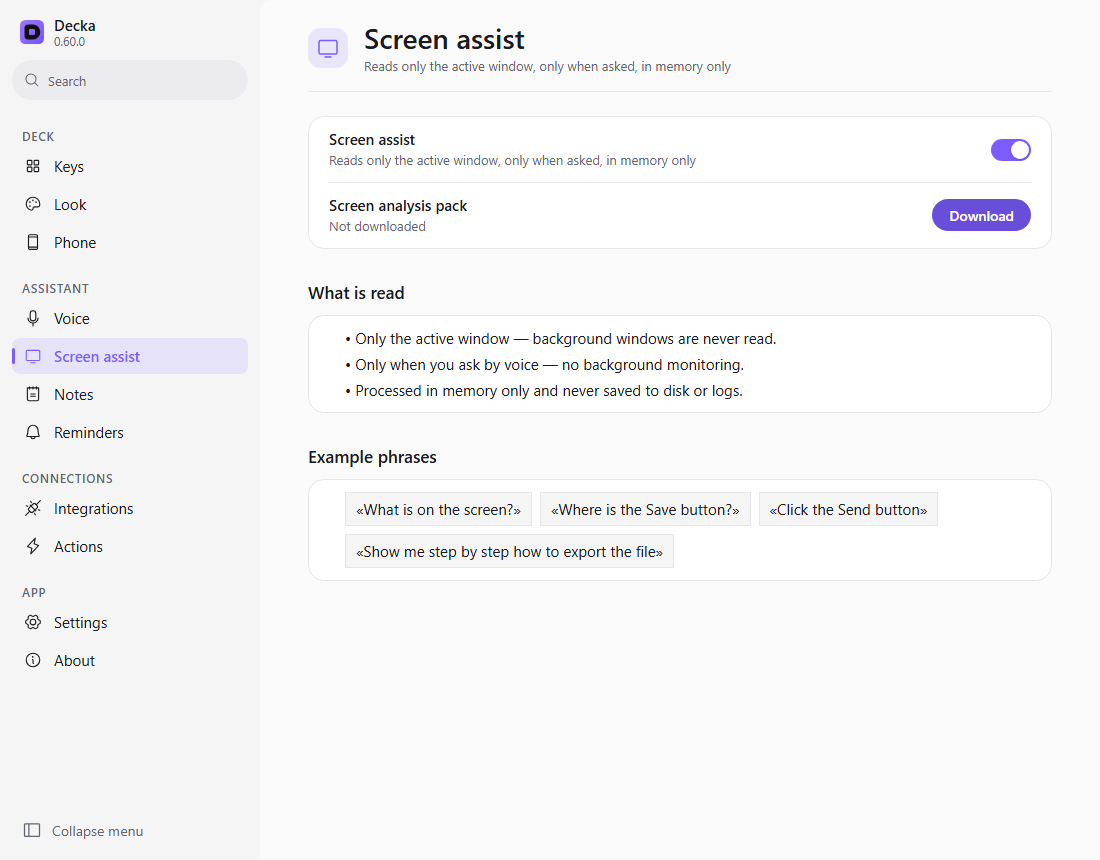 Decka
0.60.0
Search
DECK
Keys
Look
Phone
ASSISTANT
Voice
Screen assist
Notes
Reminders
CONNECTIONS
Integrations
Actions
APP
Settings
About
Collapse menu
Screen assist
Reads only the active window, only when asked, in memory only
Screen assist
Reads only the active window, only when asked, in memory only
Screen analysis pack
Not downloaded
Download
What is read
• Only the active window — background windows are never read.
• Only when you ask by voice — no background monitoring.
• Processed in memory only and never saved to disk or logs.
Example phrases
«What is on the screen?» «Where is the Save button?» «Click the Send button»
«Show me step by step how to export the file»